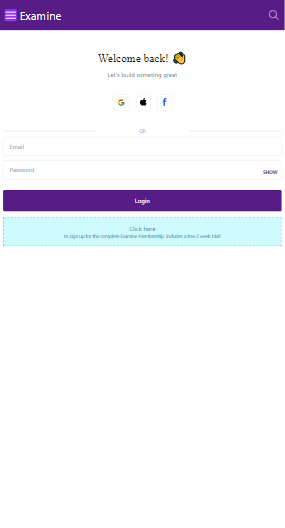 Examine
Welcome back!
Let's build someting great
OR
Email
Password
SHOW
Login
Click here
to sign up for the complete Examine Membership. Includes a free 2 week trial!